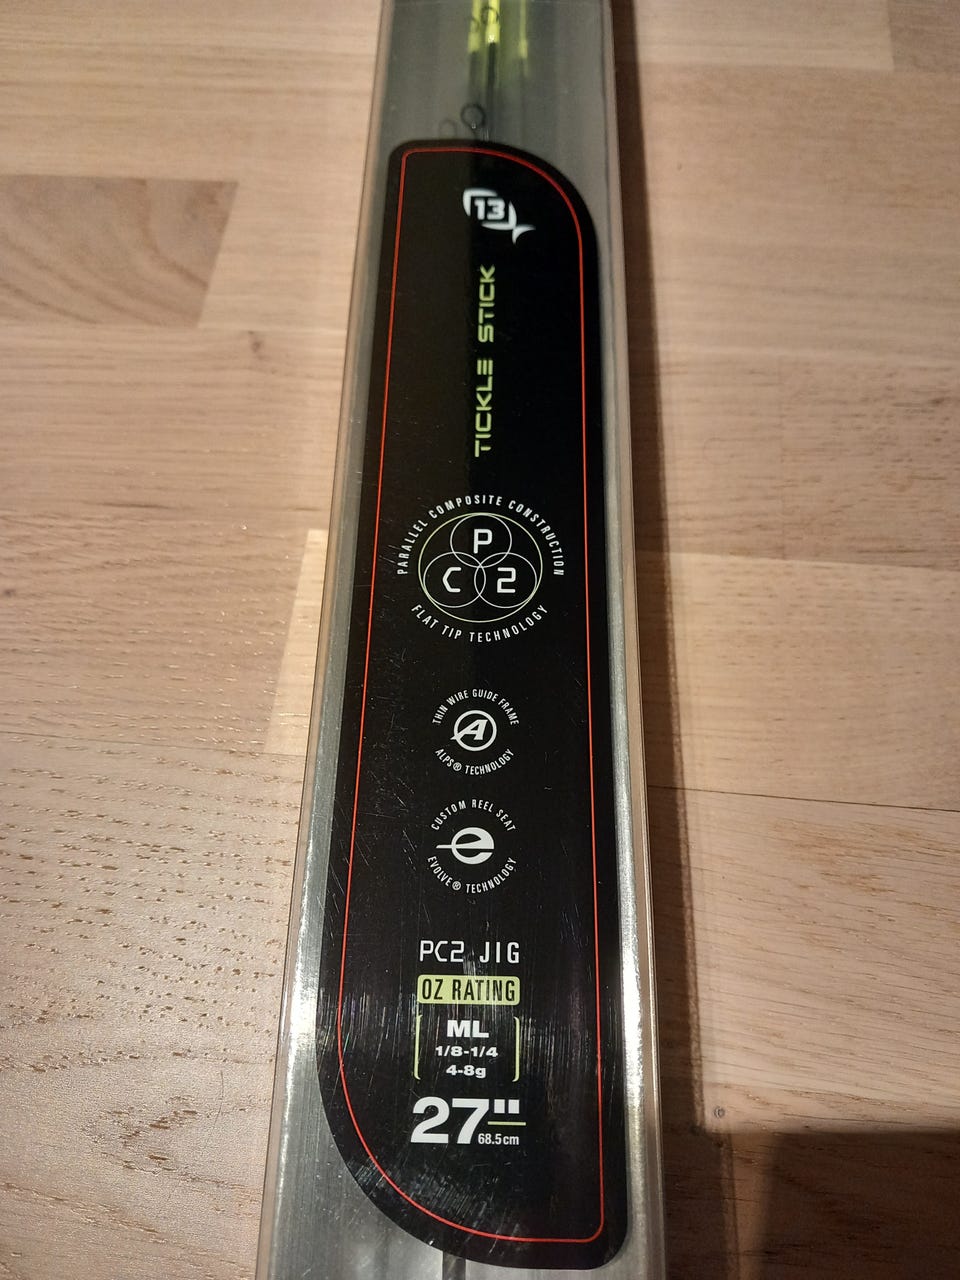 13
TICKLE STICK
PARALLEL COMPOSITE CONSTRUCTION
P
C 2
FLAT TIP TECHNOLOGY
THIN WIRE GUIDE FRAME
A
ALPS® TECHNOLOGY
CUSTOM REEL SEAT
e
EVOLVE® TECHNOLOGY
PC2 JIG
OZ RATING
ML
1/8-1/4
4-8g
27"
68.5cm